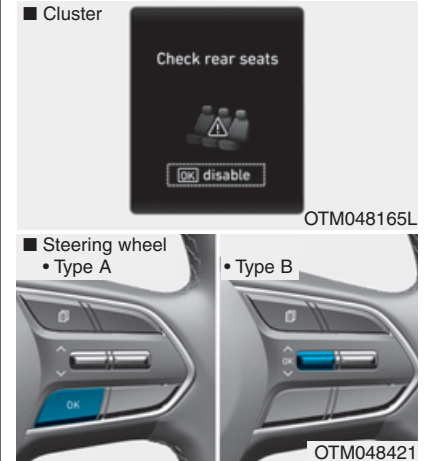 ■ Cluster
Check rear seats
OK disable
OTM048165L
■ Steering wheel
• Type A
• Type B
OK
OK
OTM048421